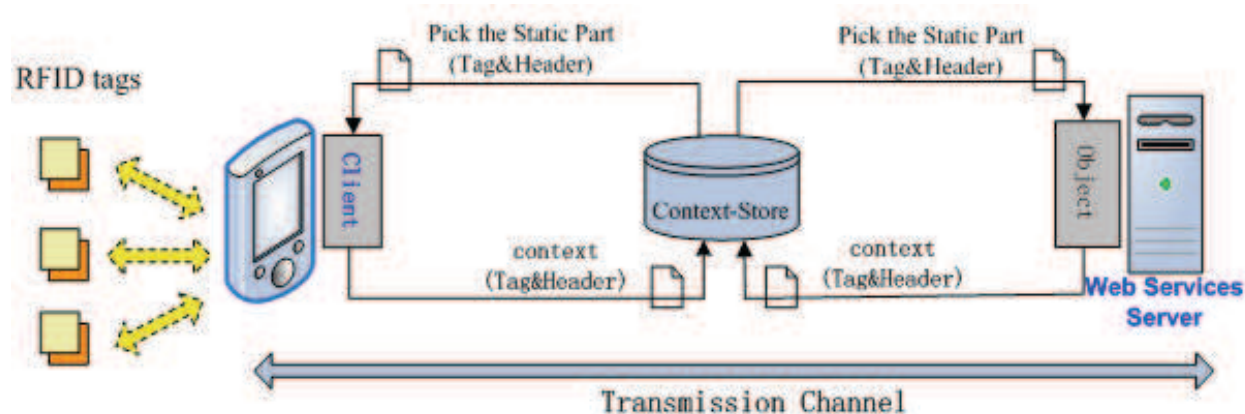 Pick the Static Part
(Tag&Header)
Pick the Static Part
(Tag&Header)
RFID tags
Client
Context-Store
Object
context
(Tag&Header)
context
(Tag&Header)
Web Services
Server
Transmission Channel